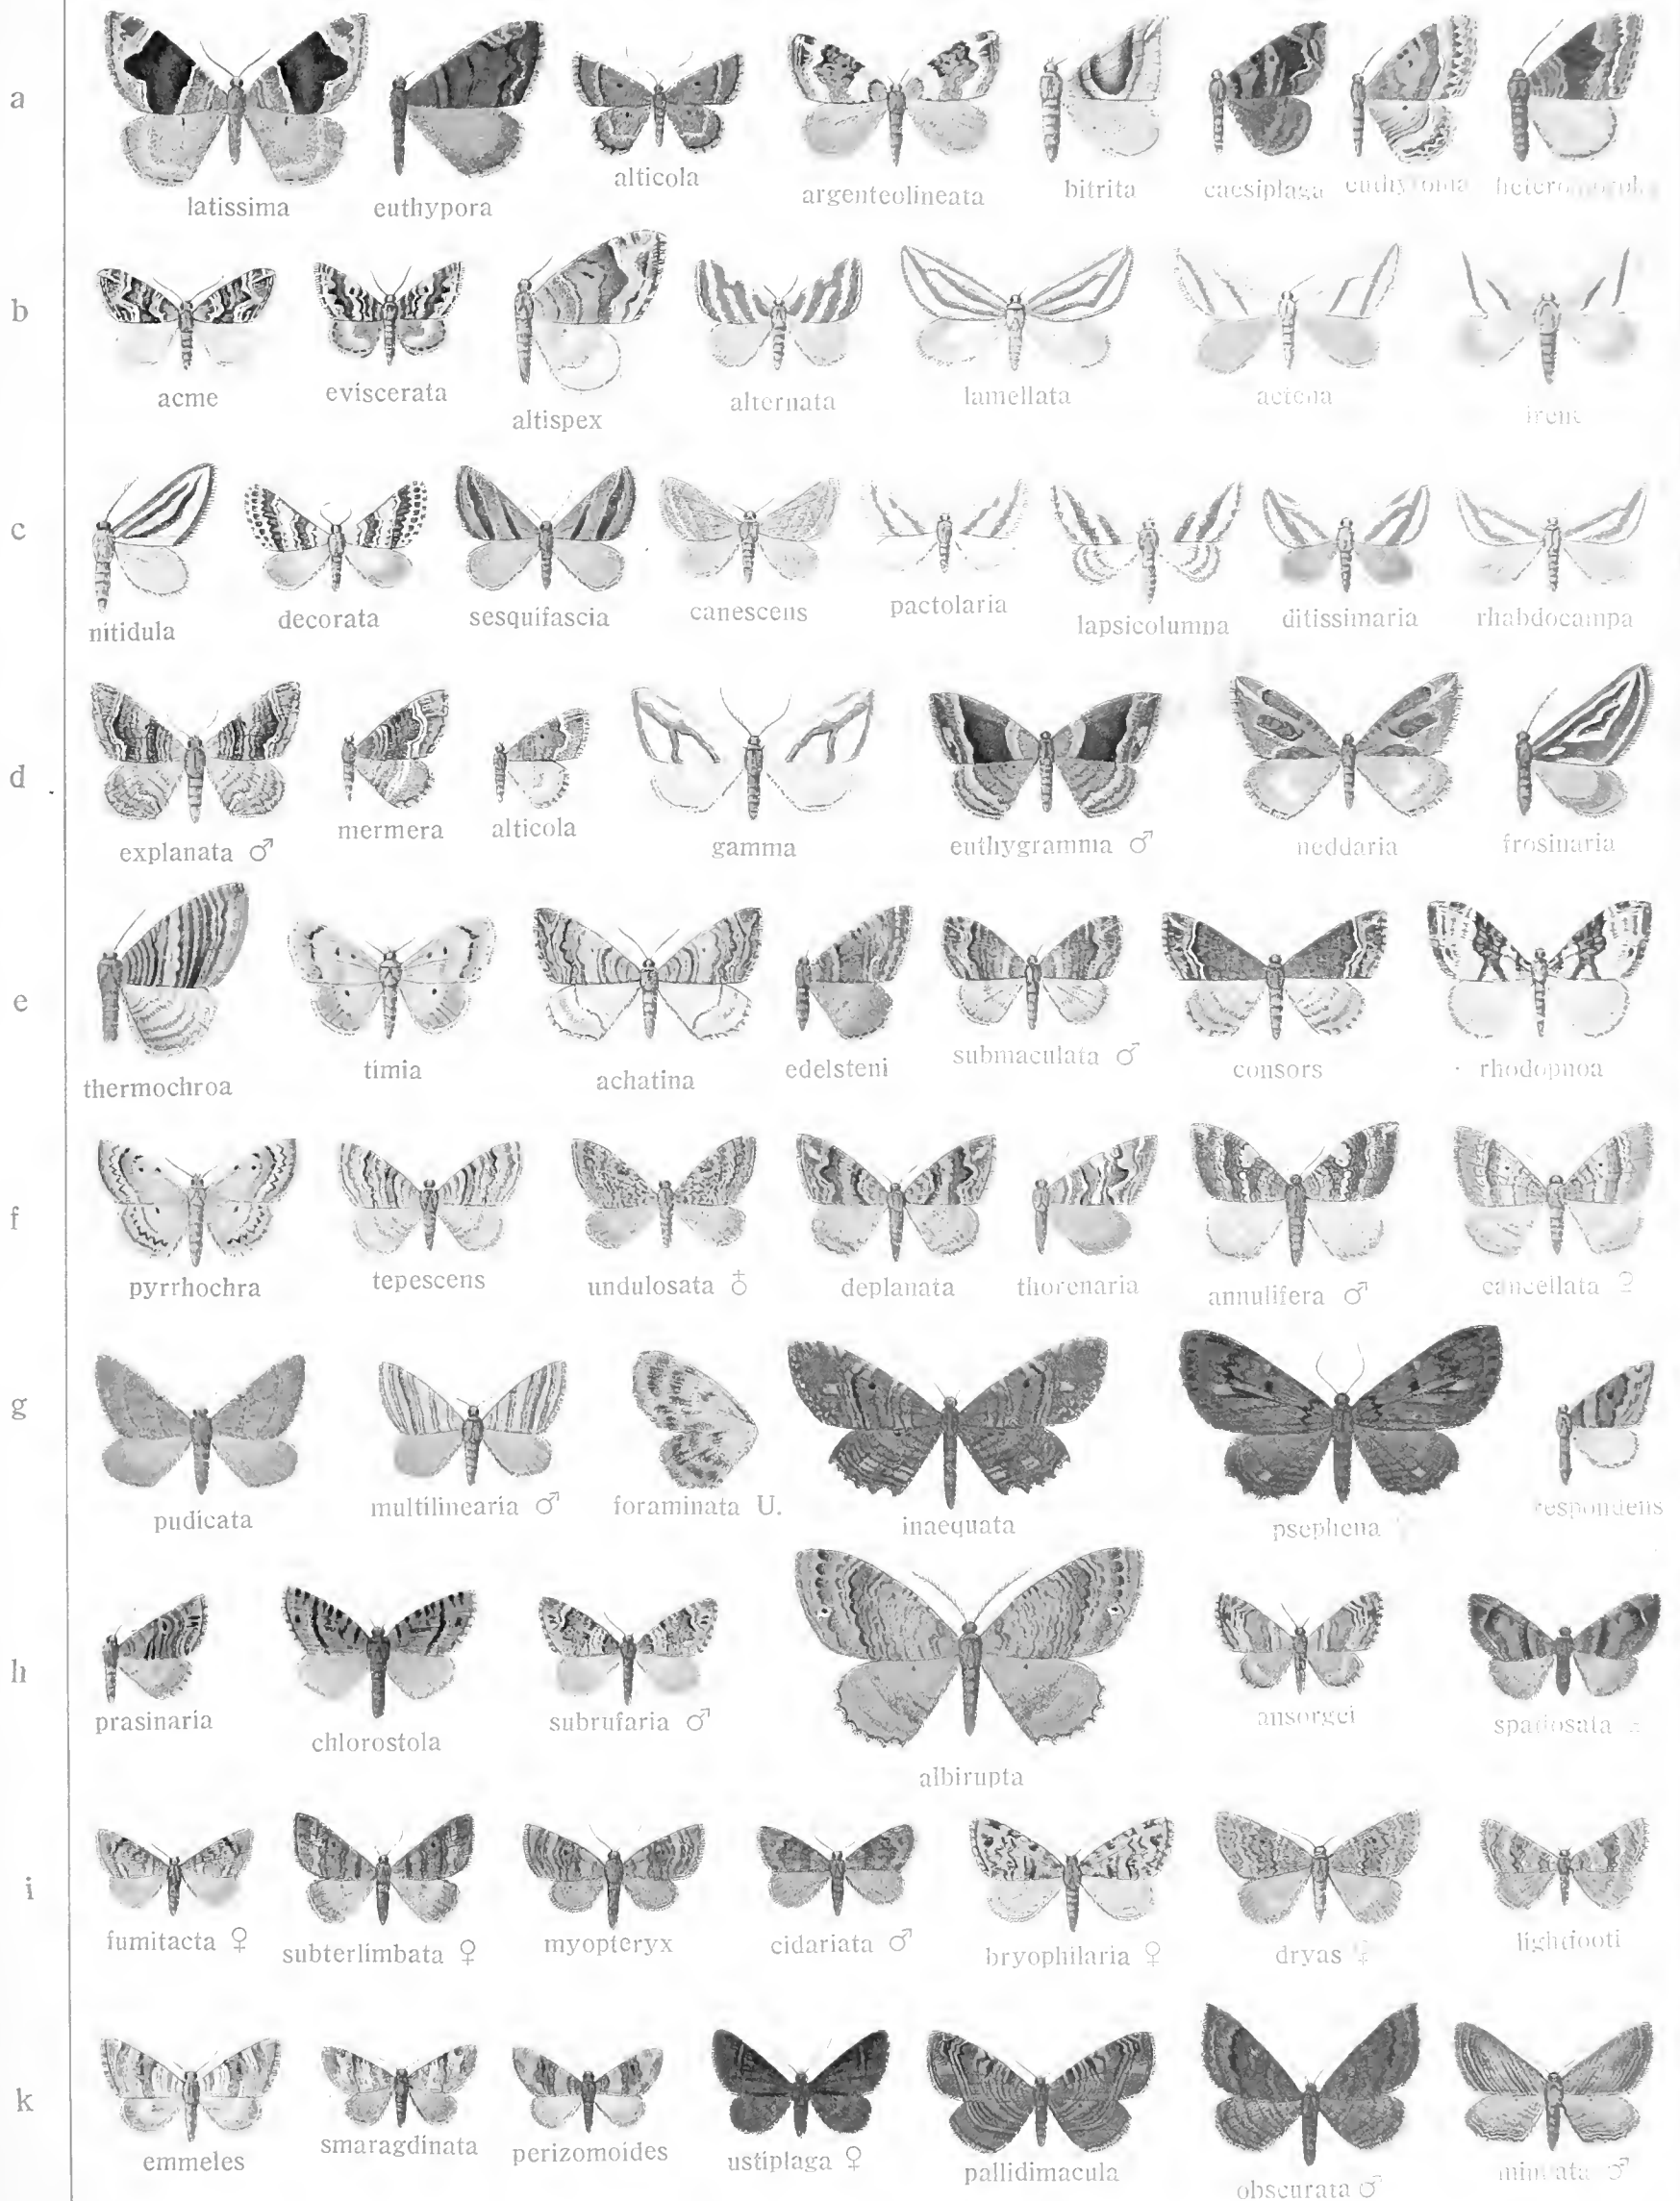 a
latissima euthypora alticola argenteolineata bitrita caesiplaga
b
acme eviscerata altispex alternata lamellata
c
nitidula decorata sesquifascia canescens pactolaria lapsicolumna ditissimaria rhabdocampa
d
explanata ♂ mermera alticola gamma euthygramma ♂ neddaria frosinaria
e
thermochroa timia achatina edelsteni submaculata ♂ consors rhodopnoa
f
pyrrhochra tepescens undulosata ♁ deplanata thorenaria annulifera ♂ cancellata ♀
g
pudicata multilinearia ♂ foraminata U. inaequata psephena respondens
h
prasinaria chlorostola subrufaria ♂ albirupta ansorgei
i
fumitacta ♀ subterlimbata ♀ myopteryx cidariata ♂ bryophilaria ♀ dryas ♀ lightfooti
k
emmeles smaragdinata perizomoides ustiplaga ♀ pallidimacula obscurata ♂